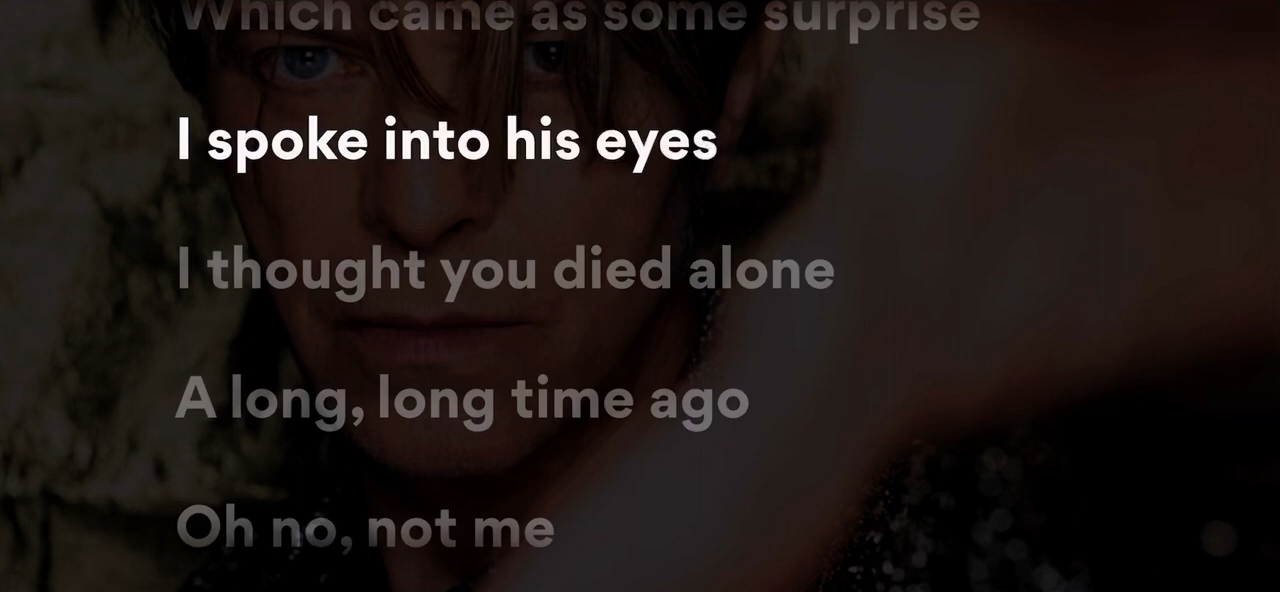 Which came as some surprise
I spoke into his eyes
I thought you died alone
A long, long time ago
Oh no, not me